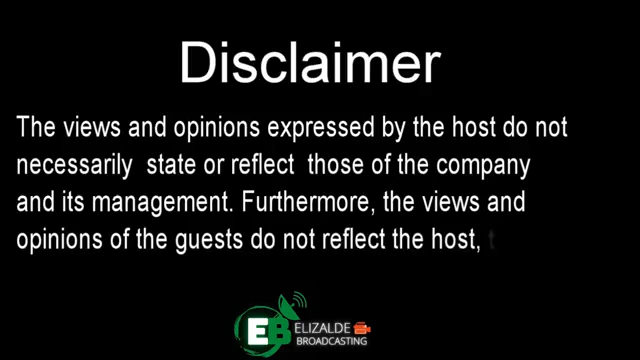 Disclaimer
The views and opinions expressed by the host do not
necessarily state or reflect those of the company
and its management. Furthermore, the views and
opinions of the guests do not reflect the host, t
EB ELIZALDE
BROADCASTING